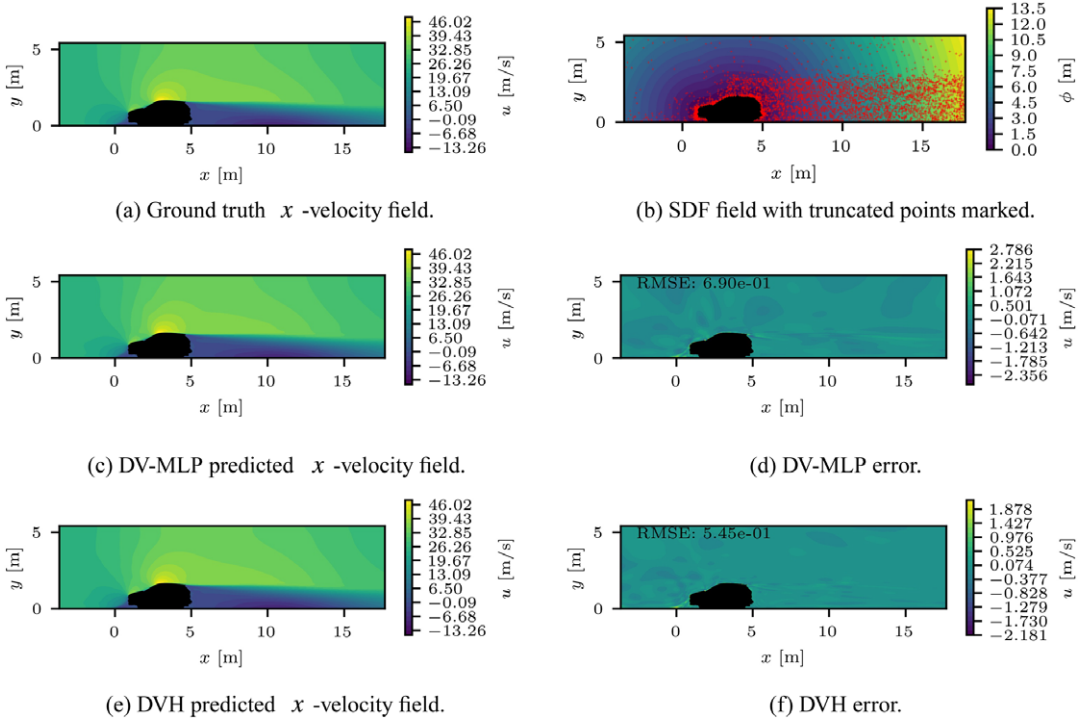 46.02
39.43
32.85
26.26
19.67
13.09
6.50
−0.09
−6.68
−13.26
u [m/s]
y [m]
5
0
0 5 10 15
x [m]
(a) Ground truth x -velocity field.
13.5
12.0
10.5
9.0
7.5
6.0
4.5
3.0
1.5
0.0
ϕ [m]
y [m]
5
0
0 5 10 15
x [m]
(b) SDF field with truncated points marked.
46.02
39.43
32.85
26.26
19.67
13.09
6.50
−0.09
−6.68
−13.26
u [m/s]
y [m]
5
0
0 5 10 15
x [m]
(c) DV-MLP predicted x -velocity field.
RMSE: 6.90e-01
2.786
2.215
1.643
1.072
0.501
−0.071
−0.642
−1.213
−1.785
−2.356
u [m/s]
y [m]
5
0
0 5 10 15
x [m]
(d) DV-MLP error.
46.02
39.43
32.85
26.26
19.67
13.09
6.50
−0.09
−6.68
−13.26
u [m/s]
y [m]
5
0
0 5 10 15
x [m]
(e) DVH predicted x -velocity field.
RMSE: 5.45e-01
1.878
1.427
0.976
0.525
0.074
−0.377
−0.828
−1.279
−1.730
−2.181
u [m/s]
y [m]
5
0
0 5 10 15
x [m]
(f) DVH error.